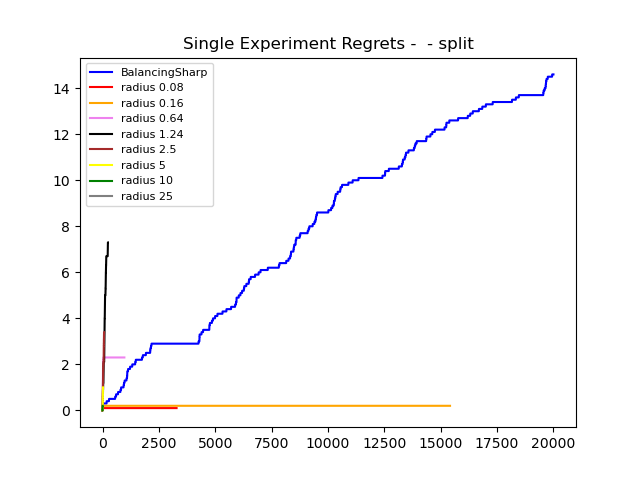 Single Experiment Regrets -  - split
BalancingSharp
radius 0.08
radius 0.16
radius 0.64
radius 1.24
radius 2.5
radius 5
radius 10
radius 25
14
12
10
8
6
4
2
0
0 2500 5000 7500 10000 12500 15000 17500 20000